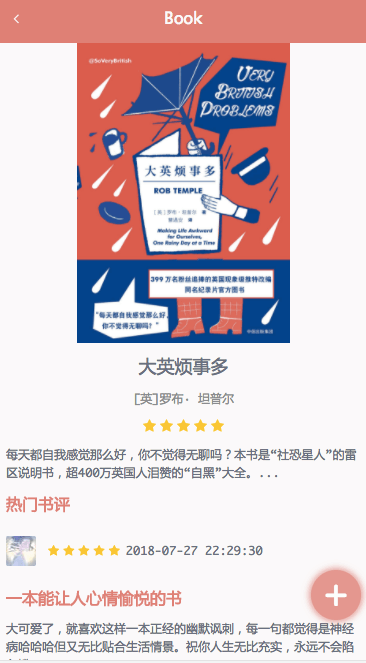 Book
@SoVeryBritish
VERY
BRITISH
PROBLEMS
大英烦事多
ROB TEMPLE
[英]罗布·坦普尔 著
Making Life Awkward
for Ourselves,
One Rainy Day at a Time
399 万名粉丝追捧的英国现象级推特改编
同名纪录片官方图书
“每天都自我感觉那么好,
你不觉得无聊吗？”
中信出版集团
大英烦事多
[英]罗布· 坦普尔
每天都自我感觉那么好，你不觉得无聊吗？本书是“社恐星人”的雷
区说明书，超400万英国人泪赞的“自黑”大全。...
热门书评
2018-07-27 22:29:30
一本能让人心情愉悦的书
大可爱了，就喜欢这样一本正经的幽默讽刺，每一句都觉得是神经
病哈哈哈但又无比贴合生活情景。祝你人生无比充实，永远不会陷